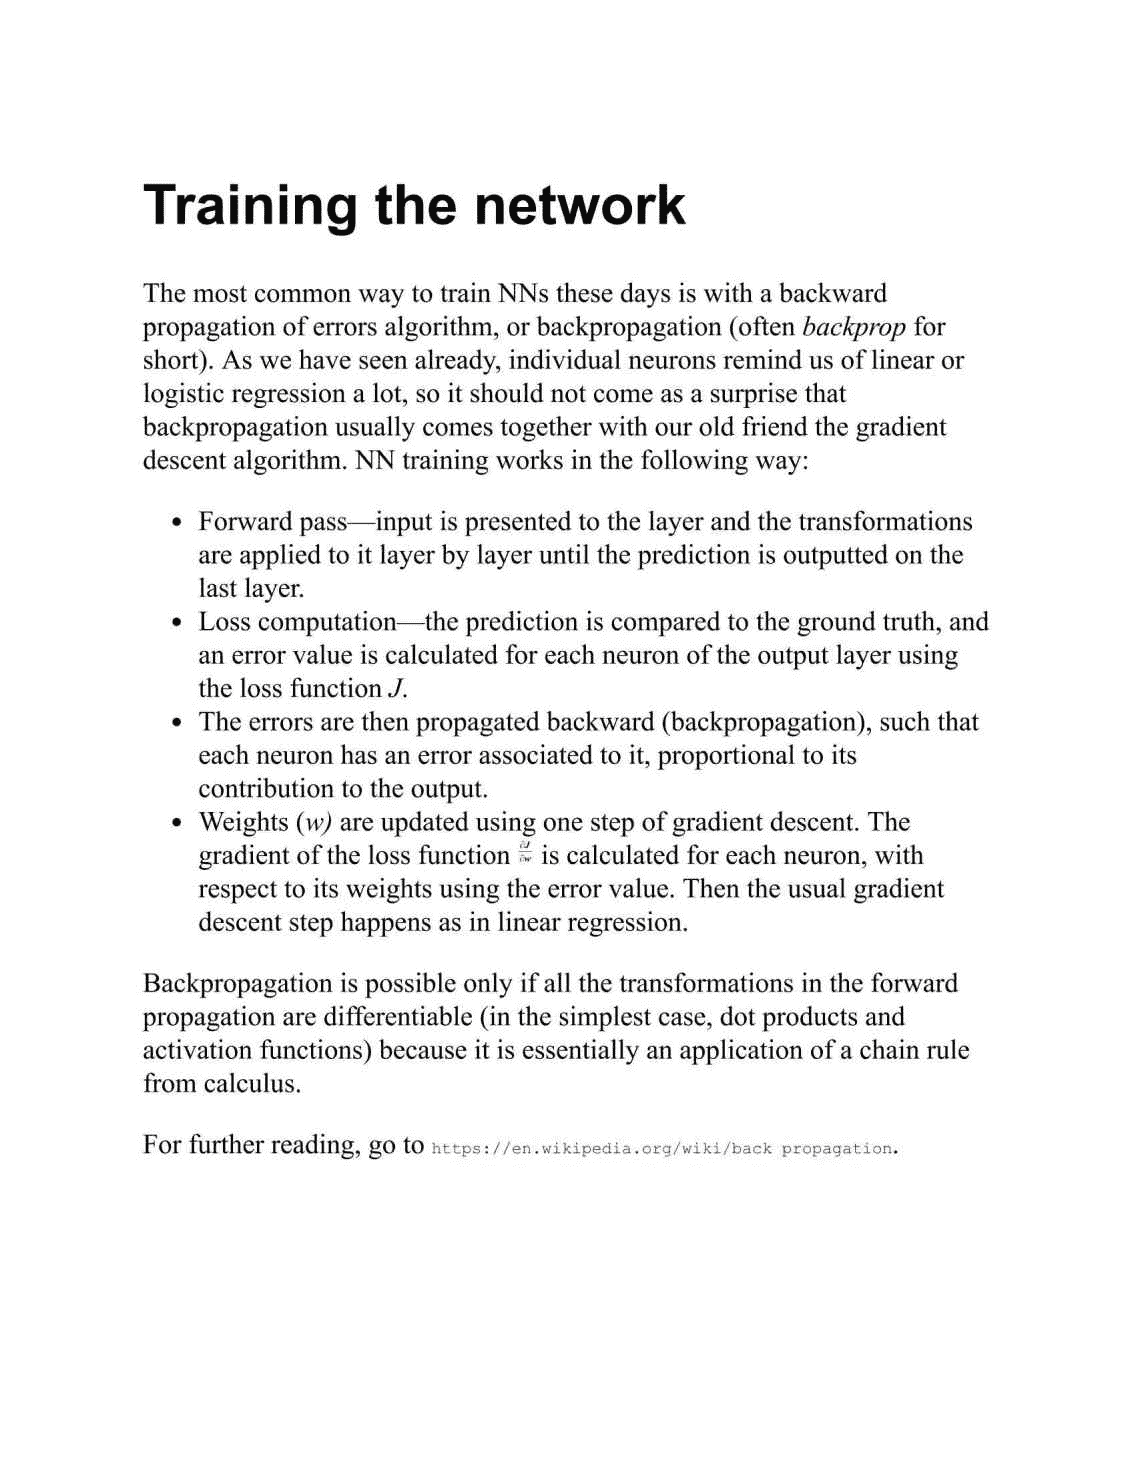 Training the network
The most common way to train NNs these days is with a backward
propagation of errors algorithm, or backpropagation (often backprop for
short). As we have seen already, individual neurons remind us of linear or
logistic regression a lot, so it should not come as a surprise that
backpropagation usually comes together with our old friend the gradient
descent algorithm. NN training works in the following way:
• Forward pass—input is presented to the layer and the transformations
are applied to it layer by layer until the prediction is outputted on the
last layer.
• Loss computation—the prediction is compared to the ground truth, and
an error value is calculated for each neuron of the output layer using
the loss function J.
• The errors are then propagated backward (backpropagation), such that
each neuron has an error associated to it, proportional to its
contribution to the output.
• Weights (w) are updated using one step of gradient descent. The
gradient of the loss function ∂J/∂w is calculated for each neuron, with
respect to its weights using the error value. Then the usual gradient
descent step happens as in linear regression.
Backpropagation is possible only if all the transformations in the forward
propagation are differentiable (in the simplest case, dot products and
activation functions) because it is essentially an application of a chain rule
from calculus.
For further reading, go to https://en.wikipedia.org/wiki/back propagation.